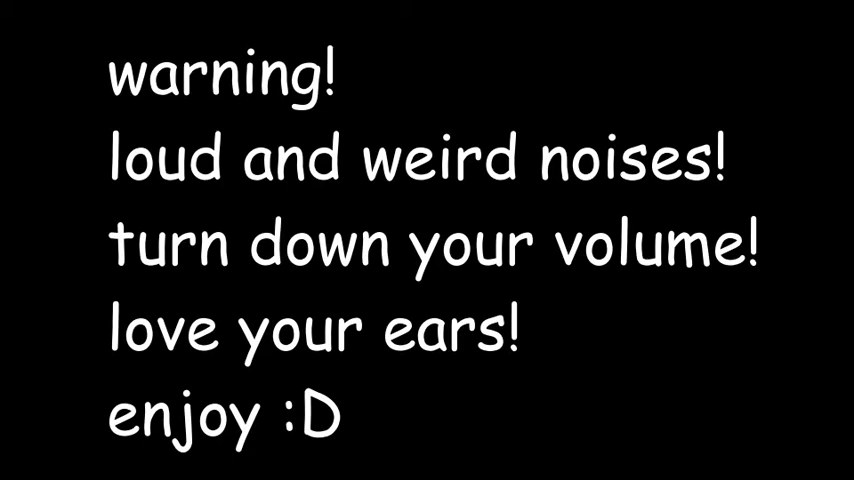 warning!
loud and weird noises!
turn down your volume!
love your ears!
enjoy :D